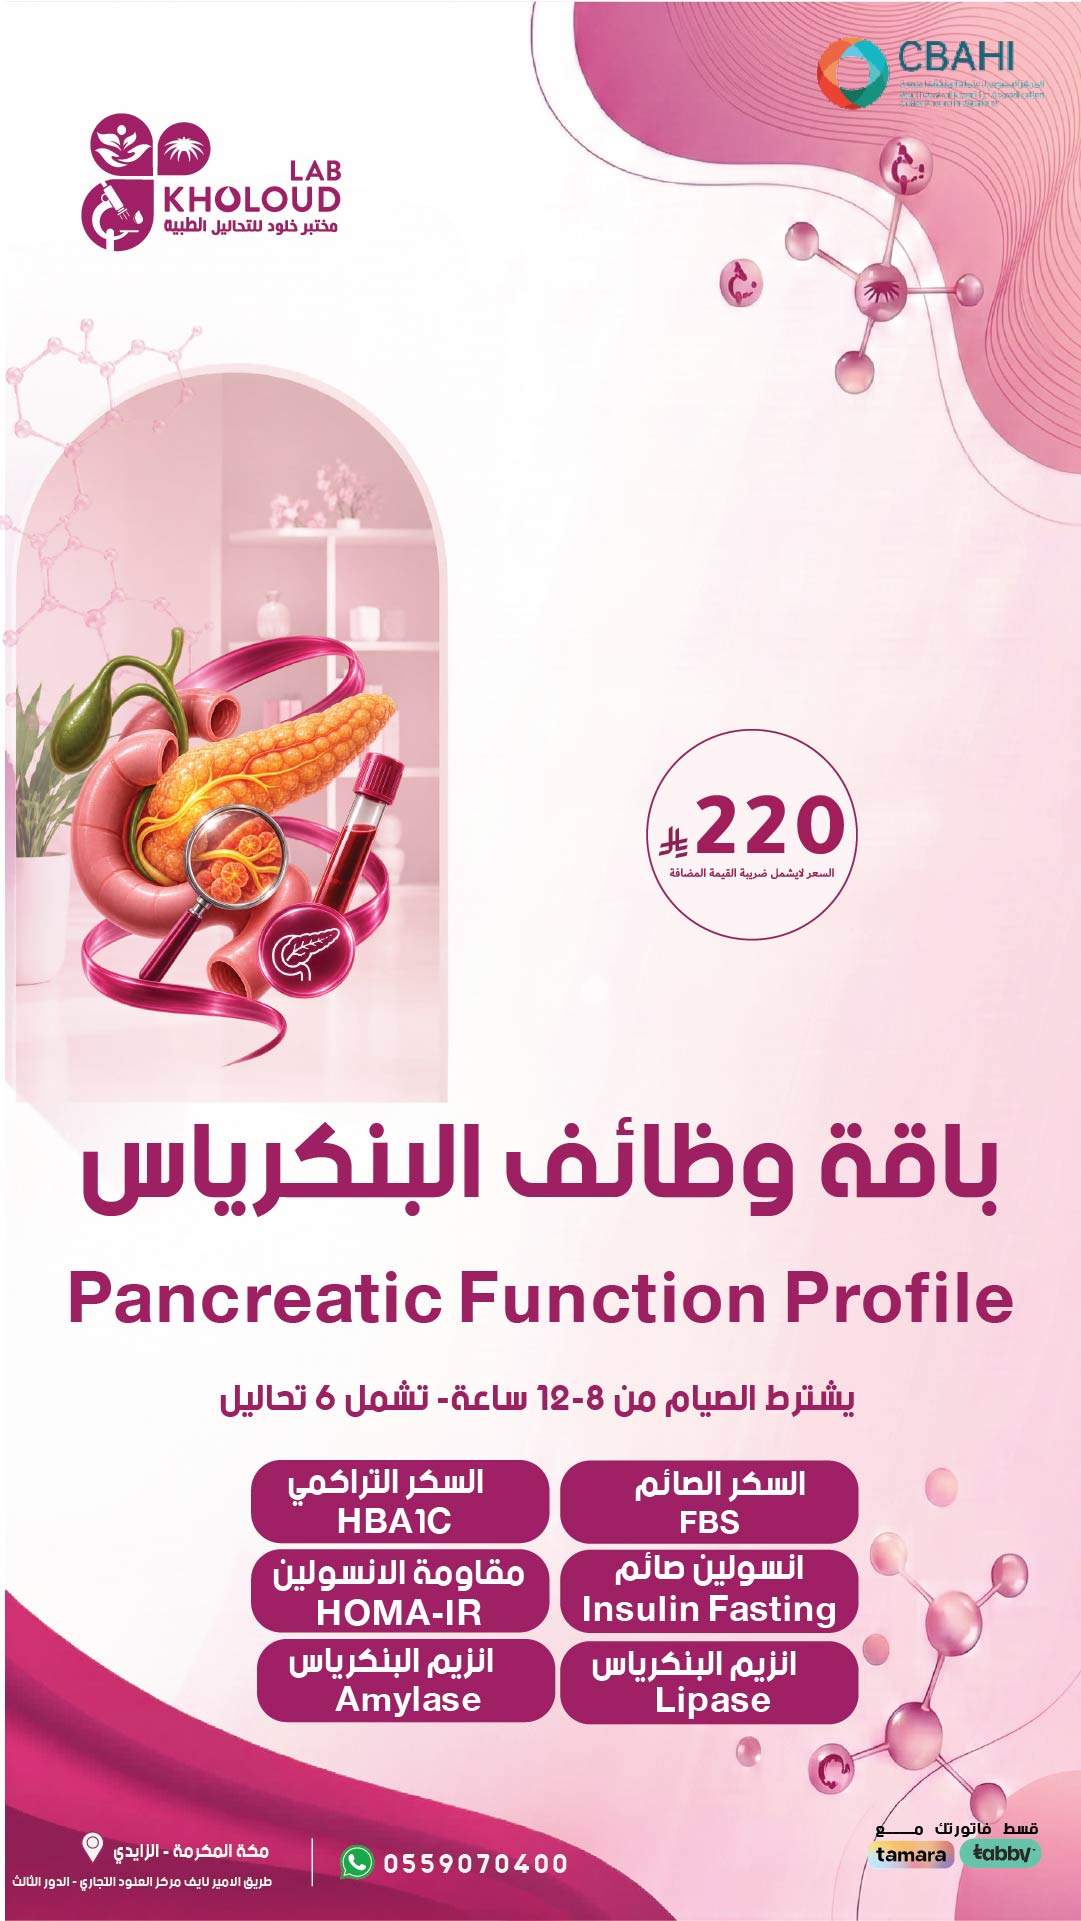 CBAHI
LAB
KHOLOUD
مختبر خلود للتحاليل الطبية
220
السعر لايشمل ضريبة القيمة المضافة
باقة وظائف البنكرياس
Pancreatic Function Profile
يشترط الصيام من 8-12 ساعة- تشمل 6 تحاليل
السكر الصائم
FBS
السكر التراكمي
HBA1C
انسولين صائم
Insulin Fasting
مقاومة الانسولين
HOMA-IR
انزيم البنكرياس
Lipase
انزيم البنكرياس
Amylase
قسط فاتورتك مــــع
tamara
tabby
0559070400
مكة المكرمة - الزايدي
طريق الامير نايف مركز العنود التجاري - الدور الثالث